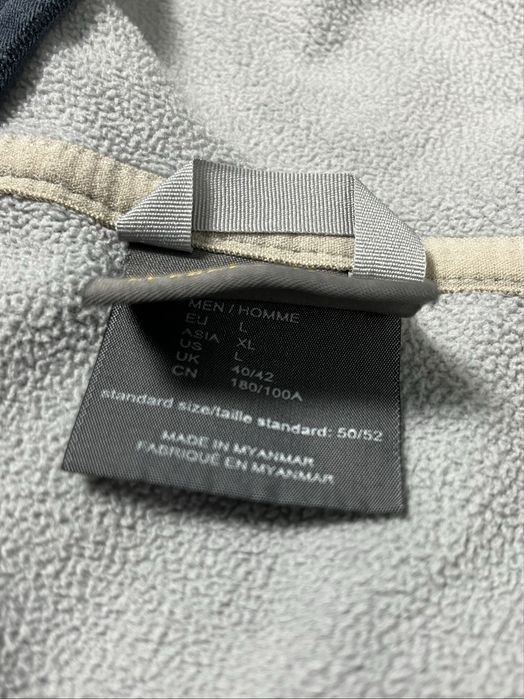 MEN / HOMME
EU L
ASIA XL
US L
UK 40/42
CN 180/100A
standard size/taille standard: 50/52
MADE IN MYANMAR
FABRIQUÉ EN MYANMAR